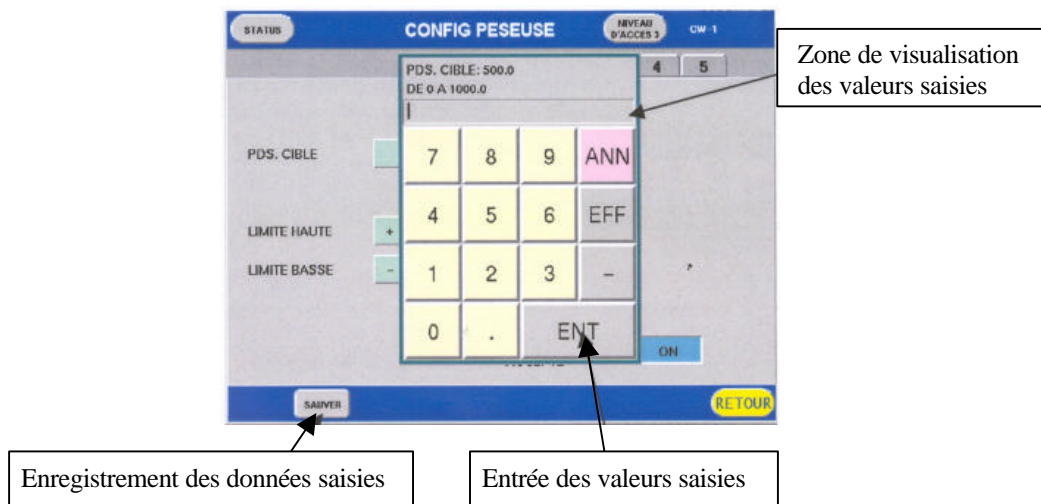 STATUS
CONFIG PESEUSE
NIVEAU
D'ACCES 3
CW-1
Zone de visualisation
des valeurs saisies
PDS. CIBLE: 500.0
DE 0 A 1000.0
4 5
PDS. CIBLE
7 8 9 ANN
4 5 6 EFF
LIMITE HAUTE +
LIMITE BASSE -
1 2 3 -
0 . ENT
ON
SAUVER
RETOUR
Enregistrement des données saisies
Entrée des valeurs saisies